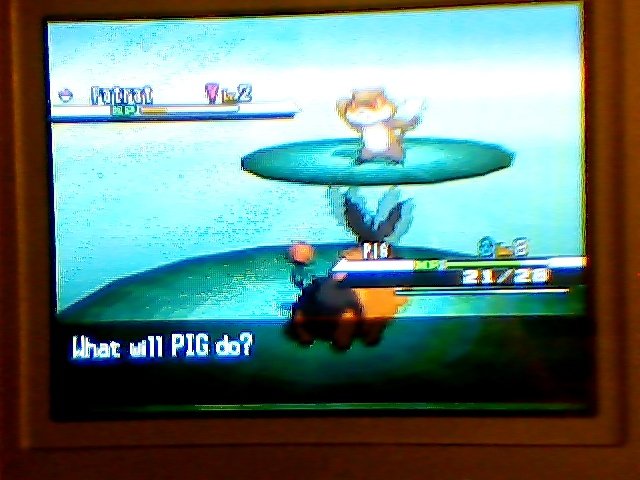 Patrat ♀ Lv.2
HP
PIG
HP
21/28
What will PIG do?